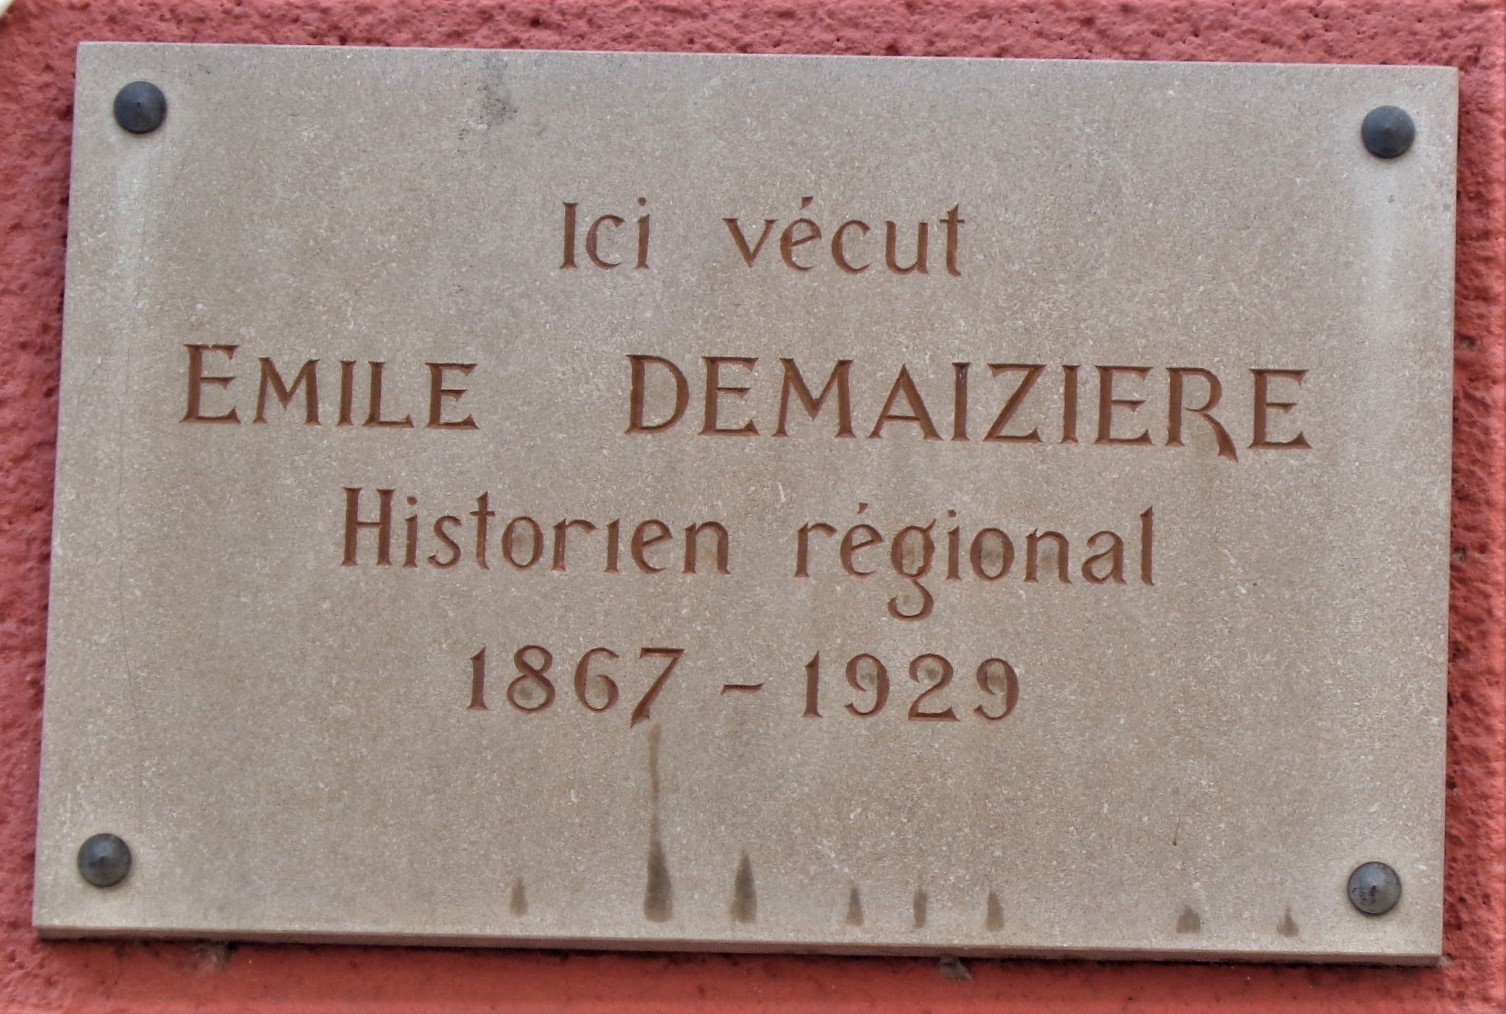 Ici vécut
EMILE DEMAIZIERE
Historien régional
1867 - 1929